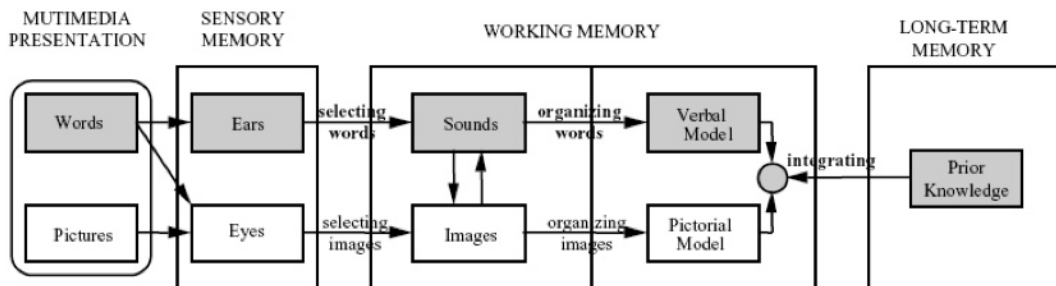 MUTIMEDIA
PRESENTATION
SENSORY
MEMORY
WORKING MEMORY
LONG-TERM
MEMORY
Words
Ears
selecting
words
Sounds
organizing
words
Verbal
Model
integrating
Prior
Knowledge
Pictures
Eyes
selecting
images
Images
organizing
images
Pictorial
Model